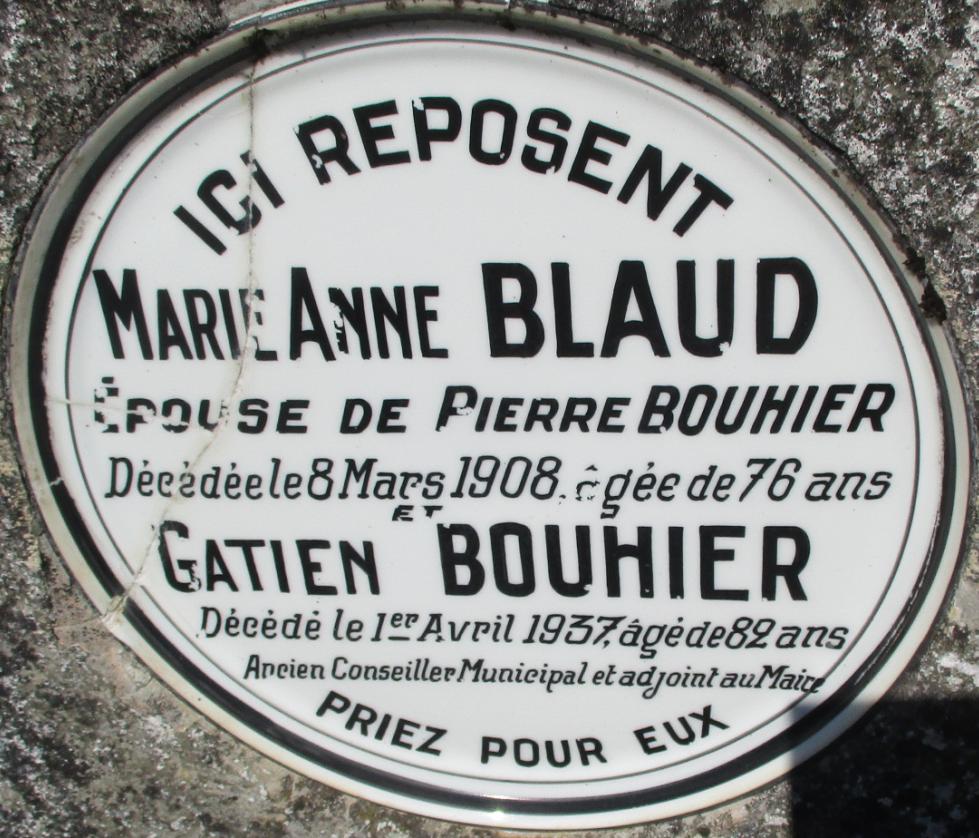 ICI REPOSENT
MARIE ANNE BLAUD
ÉPOUSE DE PIERRE BOUHIER
Décédée le 8 Mars 1908, âgée de 76 ans
ET
GATIEN BOUHIER
Décédé le 1er Avril 1937, âgé de 82 ans
Ancien Conseiller Municipal et adjoint au Maire
PRIEZ POUR EUX